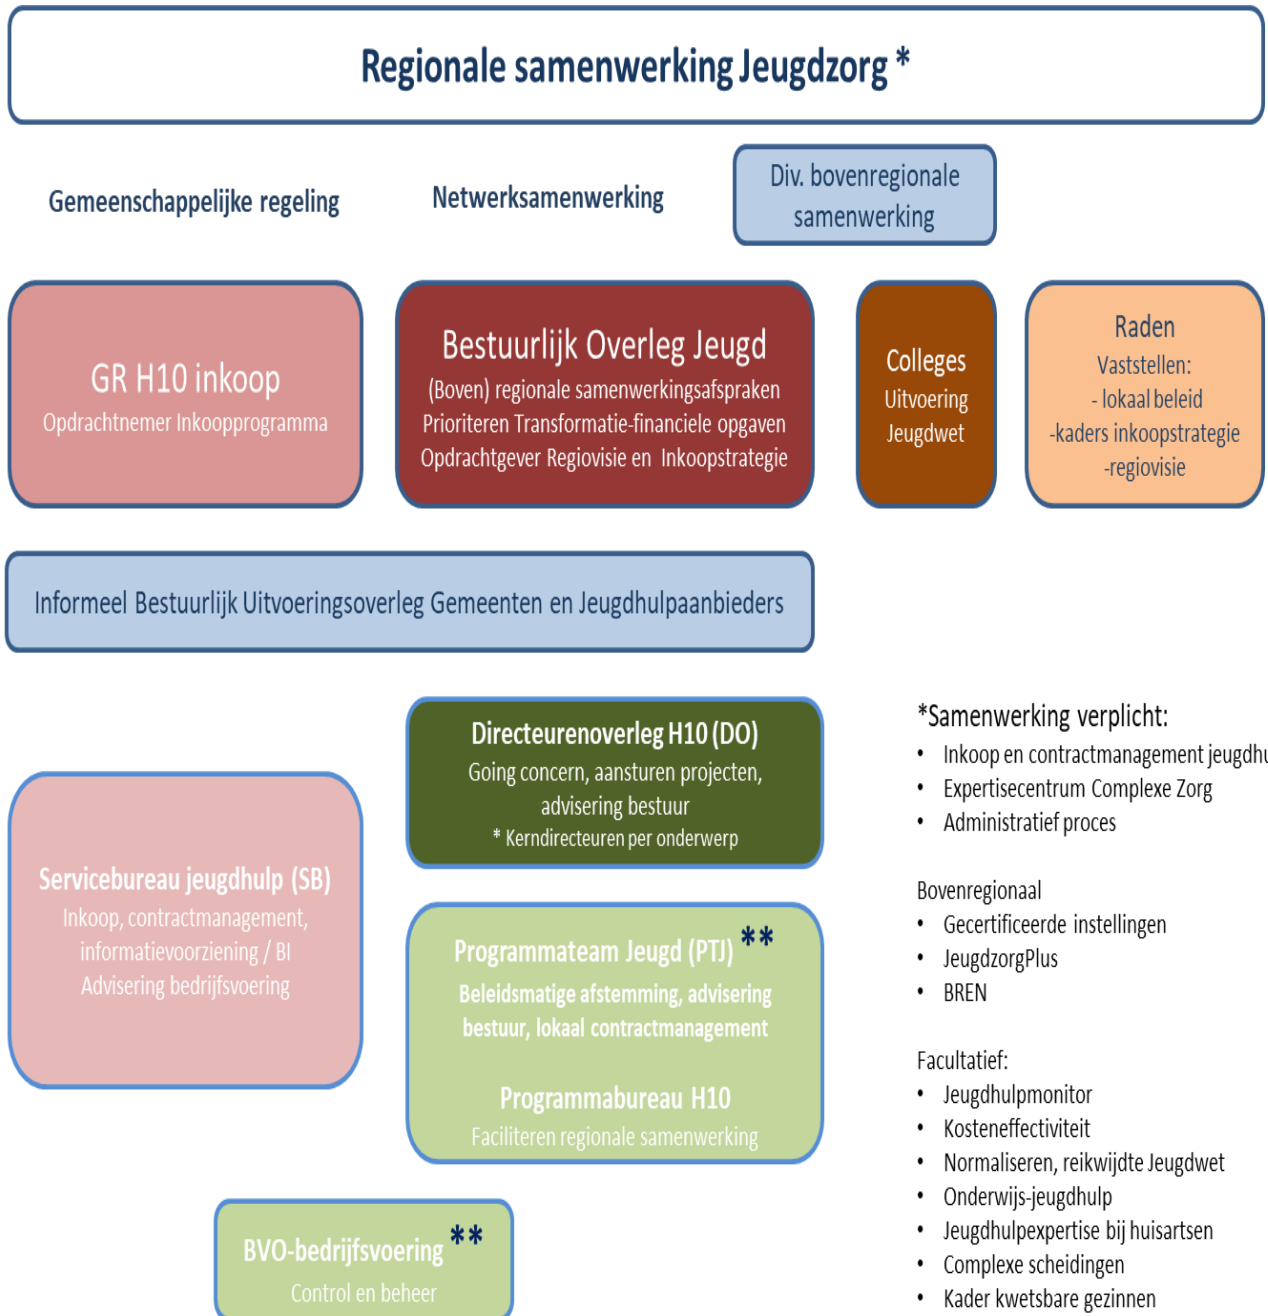 Regionale samenwerking Jeugdzorg *
Gemeenschappelijke regeling
Netwerksamenwerking
Div. bovenregionale
samenwerking
GR H10 inkoop
Opdrachtnemer Inkoopprogramma
Bestuurlijk Overleg Jeugd
(Boven) regionale samenwerkingsafspraken
Prioriteren Transformatie-financiele opgaven
Opdrachtgever Regiovisie en Inkoopstrategie
Colleges
Uitvoering
Jeugdwet
Raden
Vaststellen:
- lokaal beleid
-kaders inkoopstrategie
-regiovisie
Informeel Bestuurlijk Uitvoeringsoverleg Gemeenten en Jeugdhulpaanbieders
Servicebureau jeugdhulp (SB)
Inkoop, contractmanagement,
informatievoorziening / BI
Advisering bedrijfsvoering
Directeurenoverleg H10 (DO)
Going concern, aansturen projecten,
advisering bestuur
* Kerndirecteuren per onderwerp
Programmateam Jeugd (PTJ) **
Beleidsmatige afstemming, advisering
bestuur, lokaal contractmanagement
Programmabureau H10
Faciliteren regionale samenwerking
BVO-bedrijfsvoering **
Control en beheer
*Samenwerking verplicht:
• Inkoop en contractmanagement
• Expertisecentrum Complexe Zorg
• Administratief proces
Bovenregionaal
• Gecertificeerde instellingen
• JeugdzorgPlus
• BREN
Facultatief:
• Jeugdhulpmonitor
• Kosteneffectiviteit
• Normaliseren, reikwijdte Jeugdwet
• Onderwijs-jeugdhulp
• Jeugdhulpexpertise bij huisartsen
• Complexe scheidingen
• Kader kwetsbare gezinnen